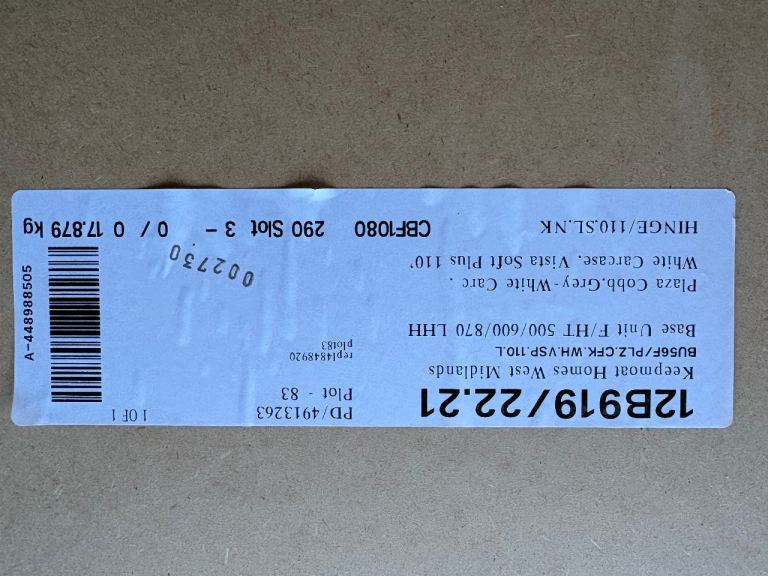 12B919/22.21
Keepmoat Homes West Midlands
BU56F/PLZ.CFK.WH.VSP.110.L
Base Unit F/HT 500/600/870 LHH
Plaza Cobb.Grey-White Carc .
White Carcase. Vista Soft Plus 110'
HINGE/110.SL.NK
PD/4913263
Plot - 83
repl4848920
plot83
1 OF 1
002730
CBF1080 290 Slot 3 - 0 / 0 17.879 kg
A-448988505